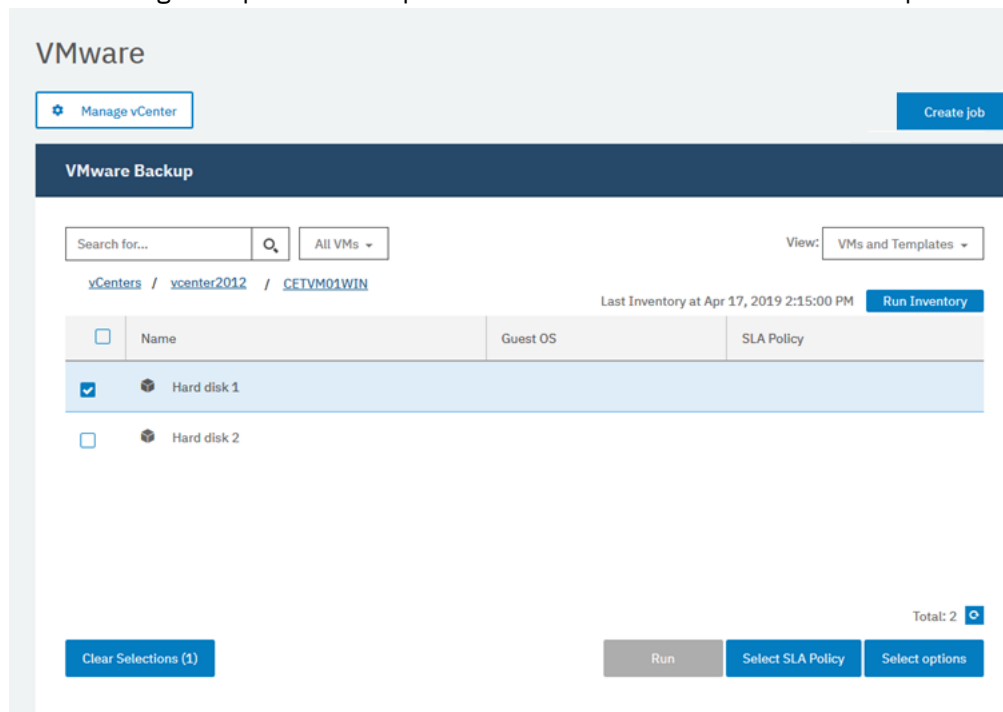 VMware
Manage vCenter
Create job
VMware Backup
Search for...
All VMs
View: VMs and Templates
vCenters / vcenter2012 / CETVM01WIN
Last Inventory at Apr 17, 2019 2:15:00 PM Run Inventory
Name Guest OS SLA Policy
Hard disk 1
Hard disk 2
Total: 2
Clear Selections (1) Run Select SLA Policy Select options